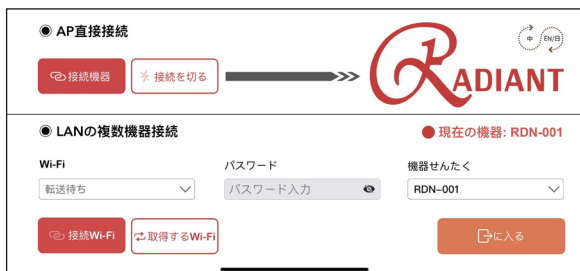 ◉ AP直接接続
中 EN/日
接続機器 接続を切る
RADIANT
◉ LANの複数機器接続 ● 現在の機器: RDN-001
Wi-Fi パスワード 機器せんたく
転送待ち パスワード入力 RDN-001
接続Wi-Fi 取得するWi-Fi に入る